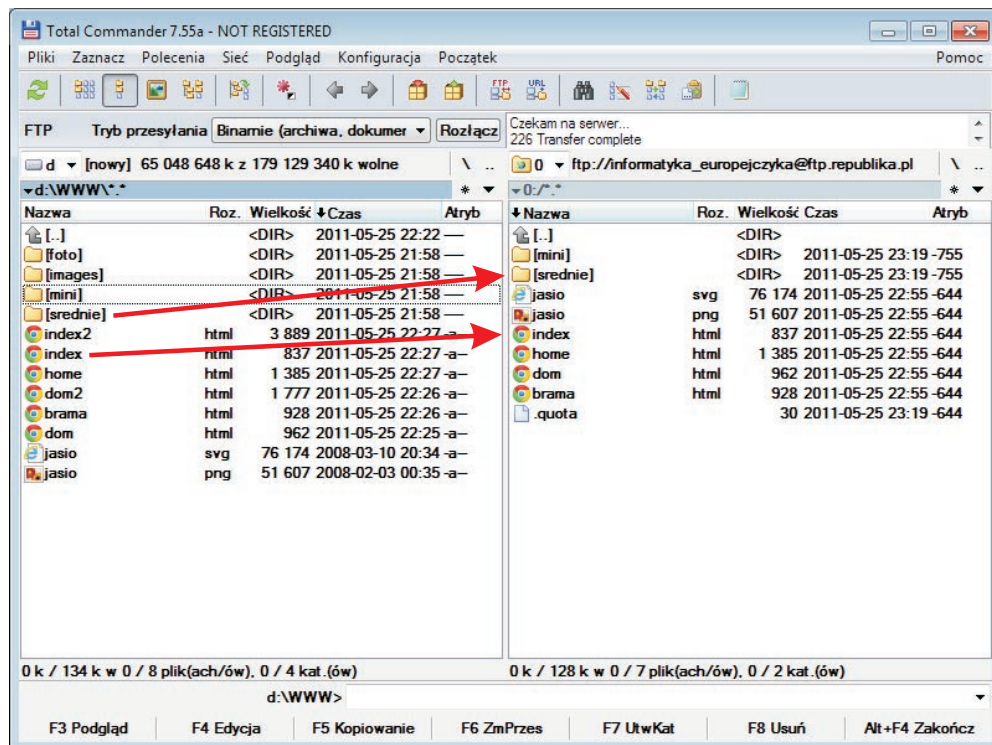 Total Commander 7.55a - NOT REGISTERED
Pliki Zaznacz Polecenia Sieć Podgląd Konfiguracja Początek Pomoc
FTP URL
FTP Tryb przesyłania Binarnie (archiwa, dokumer Rozłącz
Czekam na serwer...
226 Transfer complete
d [nowy] 65 048 648 k z 179 129 340 k wolne \ ..
d:\WWW\*.* * ▼
Nazwa Roz. Wielkość Czas Atryb
[..] <DIR> 2011-05-25 22:22 ----
[foto] <DIR> 2011-05-25 21:58 ----
[images] <DIR> 2011-05-25 21:58 ----
[mini] <DIR> 2011-05-25 21:58 ----
[srednie] <DIR> 2011-05-25 21:58 ----
index2 html 3 889 2011-05-25 22:27 -a--
index html 837 2011-05-25 22:27 -a--
home html 1 385 2011-05-25 22:27 -a--
dom2 html 1 777 2011-05-25 22:26 -a--
brama html 928 2011-05-25 22:26 -a--
dom html 962 2011-05-25 22:25 -a--
jasio svg 76 174 2008-03-10 20:34 -a--
jasio png 51 607 2008-02-03 00:35 -a--
0 k / 134 k w 0 / 8 plik(ach/ów), 0 / 4 kat.(ów)
0 ftp://informatyka_europejczyka@ftp.republika.pl \ ..
0:/*.* * ▼
Nazwa Roz. Wielkość Czas Atryb
[..] <DIR>
[mini] <DIR> 2011-05-25 23:19 -755
[srednie] <DIR> 2011-05-25 23:19 -755
jasio svg 76 174 2011-05-25 22:55 -644
jasio png 51 607 2011-05-25 22:55 -644
index html 837 2011-05-25 22:55 -644
home html 1 385 2011-05-25 22:55 -644
dom html 962 2011-05-25 22:55 -644
brama html 928 2011-05-25 22:55 -644
.quota 30 2011-05-25 23:19 -644
0 k / 128 k w 0 / 7 plik(ach/ów), 0 / 2 kat.(ów)
d:\WWW>
F3 Podgląd F4 Edycja F5 Kopiowanie F6 ZmPrzes F7 UtwKat F8 Usuń Alt+F4 Zakończ